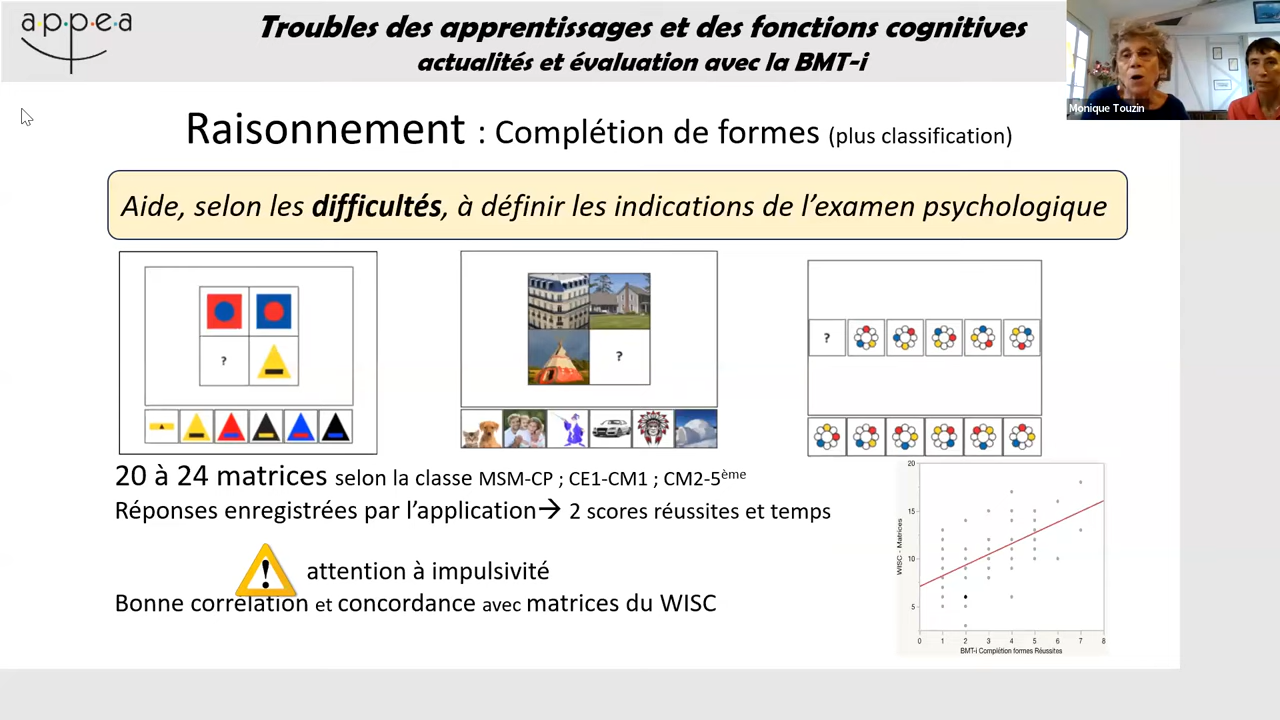 a·p·p·e·a
Troubles des apprentissages et des fonctions cognitives
actualités et évaluation avec la BMT-i
Monique Touzin
Raisonnement : Complétion de formes (plus classification)
Aide, selon les difficultés, à définir les indications de l'examen psychologique
?
?
?
20 à 24 matrices selon la classe MSM-CP ; CE1-CM1 ; CM2-5ème
Réponses enregistrées par l'application→ 2 scores réussites et temps
! attention à impulsivité
Bonne corrélation et concordance avec matrices du WISC
20
15
10
5
WISC - Matrices
0 1 2 3 4 5 6 7 8
BMT-i Complétion formes Réussites